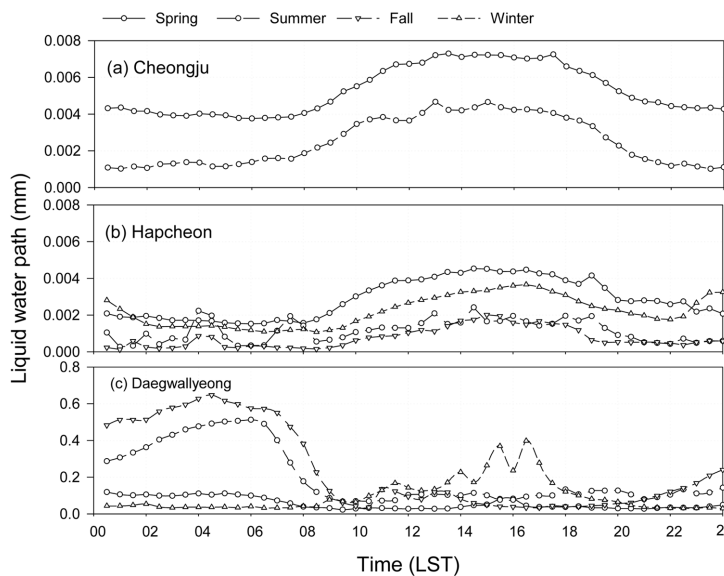 Spring Summer Fall Winter
0.008
(a) Cheongju
0.006
0.004
0.002
0.000
0.008
(b) Hapcheon
0.006
0.004
0.002
0.000
0.8
(c) Daegwallyeong
0.6
0.4
0.2
0.0
00 02 04 06 08 10 12 14 16 18 20 22 2
Time (LST)
Liquid water path (mm)